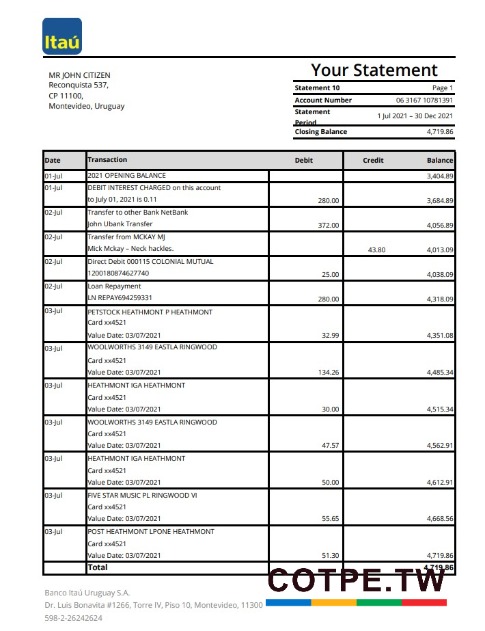 Itaú
MR JOHN CITIZEN
Reconquista 537,
CP 11100,
Montevideo, Uruguay
Your Statement
Statement 10 Page 1
Account Number 06 3167 10781391
Statement Period 1 Jul 2021 – 30 Dec 2021
Closing Balance 4,719.86
Date Transaction Debit Credit Balance
01-Jul 2021 OPENING BALANCE 3,404.89
01-Jul DEBIT INTEREST CHARGED on this account
to July 01, 2021 is 0.11 280.00 3,684.89
02-Jul Transfer to other Bank NetBank
John Ubank Transfer 372.00 4,056.89
02-Jul Transfer from MCKAY MJ
Mick Mckay – Neck hackles. 43.80 4,013.09
02-Jul Direct Debit 000115 COLONIAL MUTUAL
1200180874627740 25.00 4,038.09
02-Jul Loan Repayment
LN REPAY694259331 280.00 4,318.09
03-Jul PETSTOCK HEATHMONT P HEATHMONT
Card xx4521
Value Date: 03/07/2021 32.99 4,351.08
03-Jul WOOLWORTHS 3149 EASTLA RINGWOOD
Card xx4521
Value Date: 03/07/2021 134.26 4,485.34
03-Jul HEATHMONT IGA HEATHMONT
Card xx4521
Value Date: 03/07/2021 30.00 4,515.34
03-Jul WOOLWORTHS 3149 EASTLA RINGWOOD
Card xx4521
Value Date: 03/07/2021 47.57 4,562.91
03-Jul HEATHMONT IGA HEATHMONT
Card xx4521
Value Date: 03/07/2021 50.00 4,612.91
03-Jul FIVE STAR MUSIC PL RINGWOOD VI
Card xx4521
Value Date: 03/07/2021 55.65 4,668.56
03-Jul POST HEATHMONT LPONE HEATHMONT
Card xx4521
Value Date: 03/07/2021 51.30 4,719.86
Total 4,719.86
COTPE.TW
Banco Itaú Uruguay S.A.
Dr. Luis Bonavita #1266, Torre IV, Piso 10, Montevideo, 11300
598-2-26242624